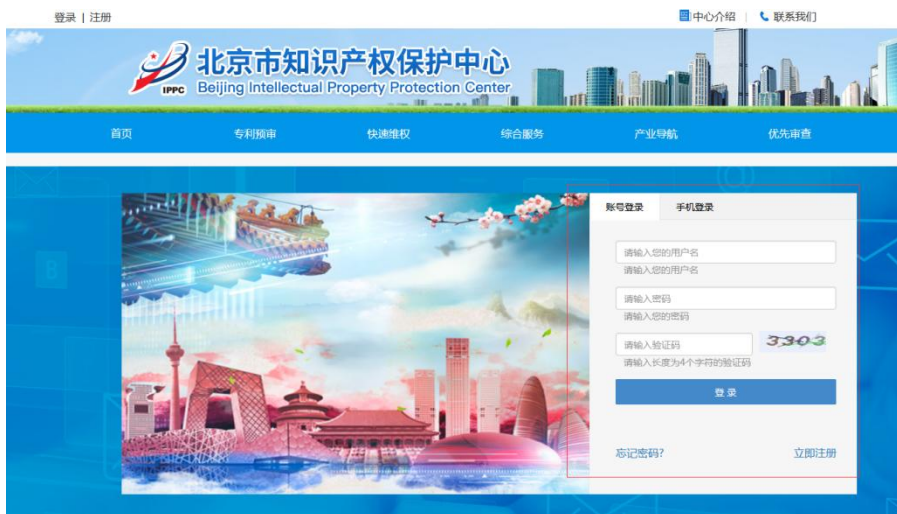 登录 | 注册
中心介绍 | 联系我们
北京市知识产权保护中心
IPPC Beijing Intellectual Property Protection Center
首页 专利预审 快速维权 综合服务 产业导航 优先审查
账号登录 手机登录
请输入您的用户名
请输入您的用户名
请输入密码
请输入您的密码
请输入验证码 3303
请输入长度为4个字符的验证码
登 录
忘记密码? 立即注册